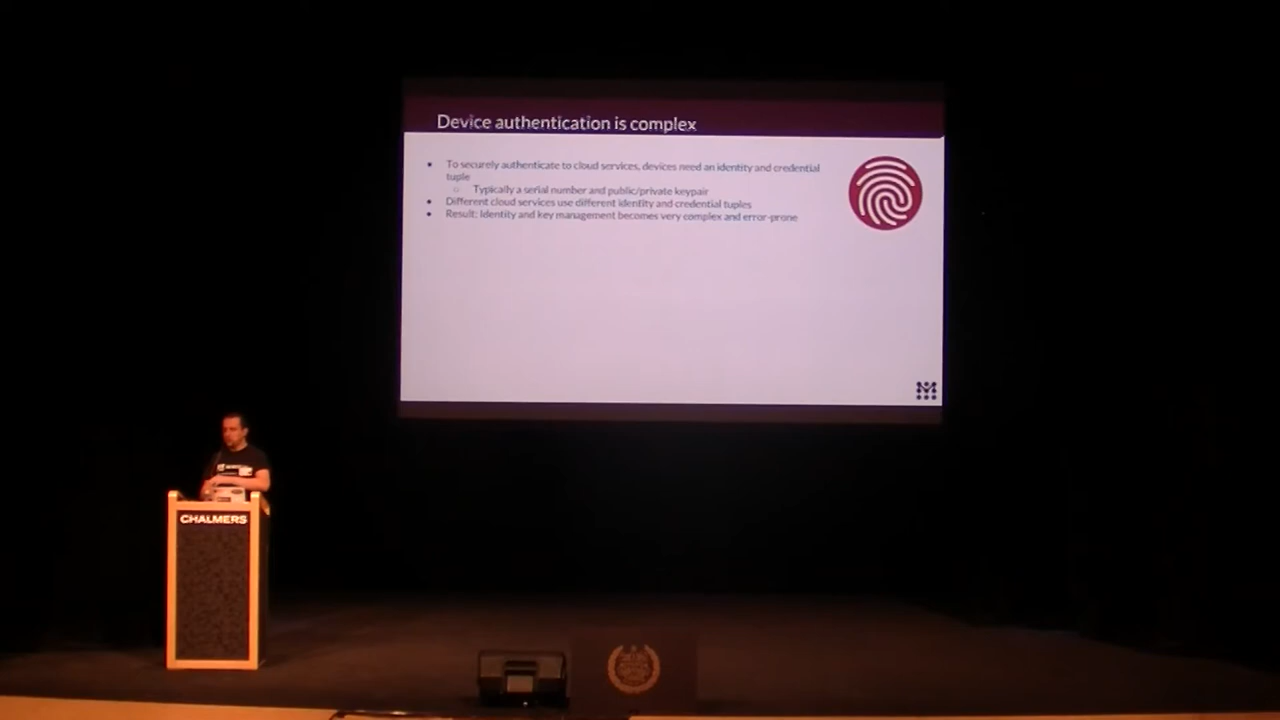 Device authentication is complex
To securely authenticate to cloud services, devices need an identity and credential
tuple
Typically a serial number and public/private keypair
Different cloud services use different identity and credential tuples
Result: Identity and key management becomes very complex and error-prone
CHALMERS